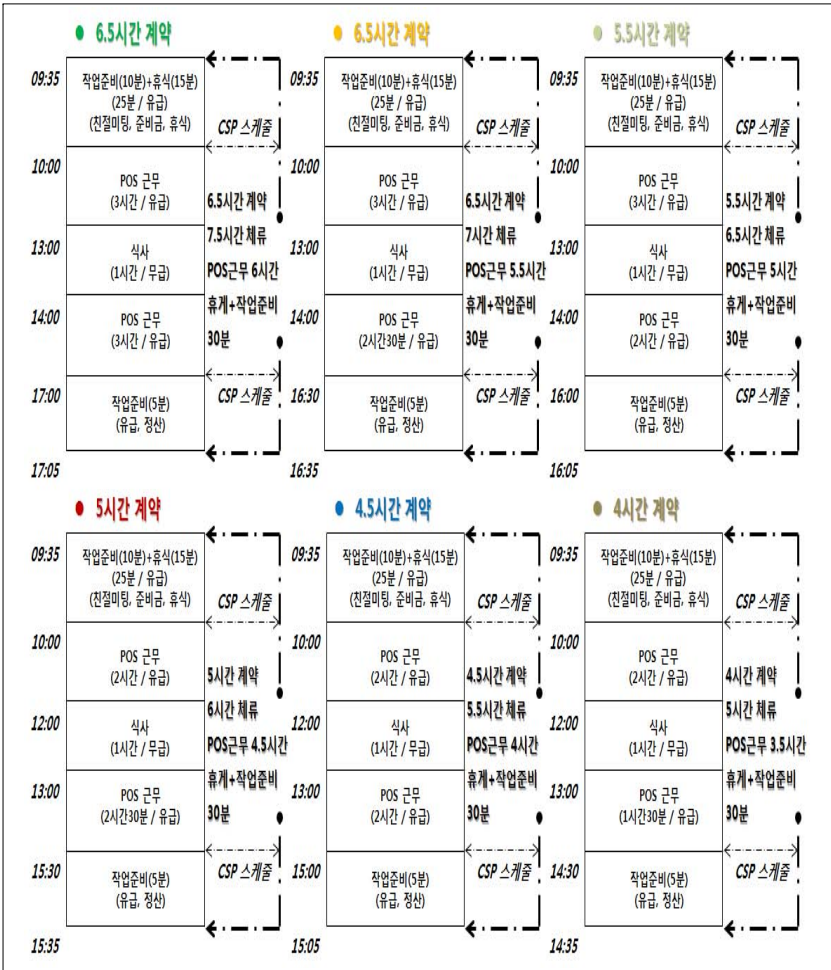 ● 6.5시간 계약
09:35
작업준비(10분)+휴식(15분)
(25분 / 유급)
(친절미팅, 준비금, 휴식)
CSP 스케줄
10:00
POS 근무
(3시간 / 유급)
6.5시간 계약
7.5시간 체류
13:00
식사
(1시간 / 무급)
POS근무 6시간
휴게+작업준비
14:00
POS 근무
(3시간 / 유급)
30분
17:00
CSP 스케줄
작업준비(5분)
(유급, 정산)
17:05
● 6.5시간 계약
09:35
작업준비(10분)+휴식(15분)
(25분 / 유급)
(친절미팅, 준비금, 휴식)
CSP 스케줄
10:00
POS 근무
(3시간 / 유급)
6.5시간 계약
7시간 체류
13:00
식사
(1시간 / 무급)
POS근무 5.5시간
휴게+작업준비
14:00
POS 근무
(2시간30분 / 유급)
30분
16:30
CSP 스케줄
작업준비(5분)
(유급, 정산)
16:35
● 5.5시간 계약
09:35
작업준비(10분)+휴식(15분)
(25분 / 유급)
(친절미팅, 준비금, 휴식)
CSP 스케줄
10:00
POS 근무
(3시간 / 유급)
5.5시간 계약
6.5시간 체류
13:00
식사
(1시간 / 무급)
POS근무 5시간
휴게+작업준비
14:00
POS 근무
(2시간 / 유급)
30분
16:00
CSP 스케줄
작업준비(5분)
(유급, 정산)
16:05
● 5시간 계약
09:35
작업준비(10분)+휴식(15분)
(25분 / 유급)
(친절미팅, 준비금, 휴식)
CSP 스케줄
10:00
POS 근무
(2시간 / 유급)
5시간 계약
6시간 체류
12:00
식사
(1시간 / 무급)
POS근무 4.5시간
휴게+작업준비
13:00
POS 근무
(2시간30분 / 유급)
30분
15:30
CSP 스케줄
작업준비(5분)
(유급, 정산)
15:35
● 4.5시간 계약
09:35
작업준비(10분)+휴식(15분)
(25분 / 유급)
(친절미팅, 준비금, 휴식)
CSP 스케줄
10:00
POS 근무
(2시간 / 유급)
4.5시간 계약
5.5시간 체류
12:00
식사
(1시간 / 무급)
POS근무 4시간
휴게+작업준비
13:00
POS 근무
(2시간 / 유급)
30분
15:00
CSP 스케줄
작업준비(5분)
(유급, 정산)
15:05
● 4시간 계약
09:35
작업준비(10분)+휴식(15분)
(25분 / 유급)
(친절미팅, 준비금, 휴식)
CSP 스케줄
10:00
POS 근무
(2시간 / 유급)
4시간 계약
5시간 체류
12:00
식사
(1시간 / 무급)
POS근무 3.5시간
휴게+작업준비
13:00
POS 근무
(1시간30분 / 유급)
30분
14:30
CSP 스케줄
작업준비(5분)
(유급, 정산)
14:35